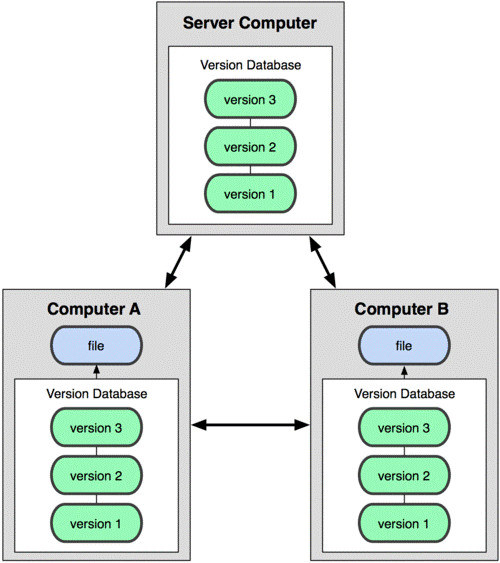 Server Computer
Version Database
version 3
version 2
version 1
Computer A
file
Version Database
version 3
version 2
version 1
Computer B
file
Version Database
version 3
version 2
version 1